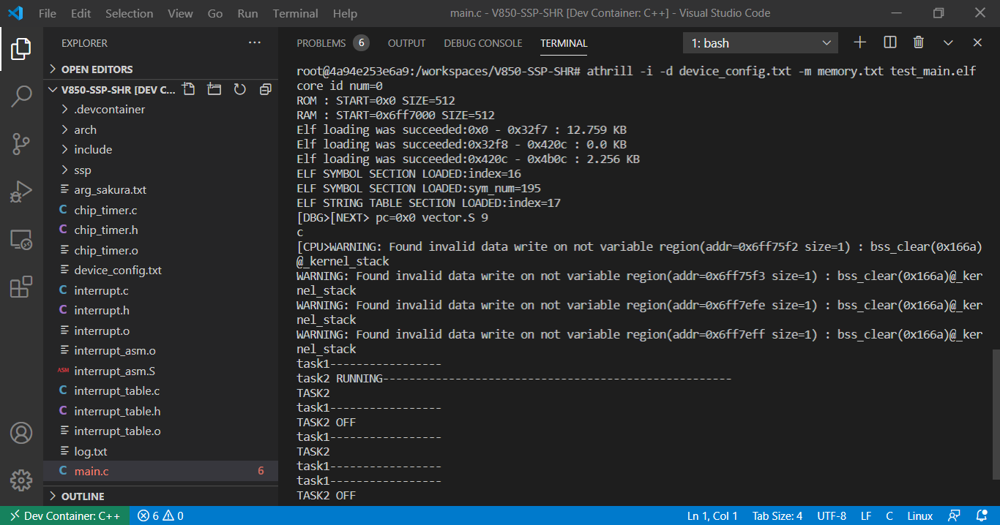 File Edit Selection View Go Run Terminal Help
main.c - V850-SSP-SHR [Dev Container: C++] - Visual Studio Code
EXPLORER
OPEN EDITORS
V850-SSP-SHR [DEV C...
.devcontainer
arch
include
ssp
arg_sakura.txt
C chip_timer.c
C chip_timer.h
chip_timer.o
device_config.txt
C interrupt.c
C interrupt.h
interrupt.o
interrupt_asm.o
ASM interrupt_asm.S
C interrupt_table.c
C interrupt_table.h
interrupt_table.o
log.txt
C main.c 6
OUTLINE
PROBLEMS 6 OUTPUT DEBUG CONSOLE TERMINAL 1: bash
root@4a94e253e6a9:/workspaces/V850-SSP-SHR# athrill -i -d device_config.txt -m memory.txt test_main.elf
core id num=0
ROM : START=0x0 SIZE=512
RAM : START=0x6ff7000 SIZE=512
Elf loading was succeeded:0x0 - 0x32f7 : 12.759 KB
Elf loading was succeeded:0x32f8 - 0x420c : 0.0 KB
Elf loading was succeeded:0x420c - 0x4b0c : 2.256 KB
ELF SYMBOL SECTION LOADED:index=16
ELF SYMBOL SECTION LOADED:sym_num=195
ELF STRING TABLE SECTION LOADED:index=17
[DBG>[NEXT> pc=0x0 vector.S 9
c
[CPU>WARNING: Found invalid data write on not variable region(addr=0x6ff75f2 size=1) : bss_clear(0x166a)
@_kernel_stack
WARNING: Found invalid data write on not variable region(addr=0x6ff75f3 size=1) : bss_clear(0x166a)@_ker
nel_stack
WARNING: Found invalid data write on not variable region(addr=0x6ff7efe size=1) : bss_clear(0x166a)@_ker
nel_stack
WARNING: Found invalid data write on not variable region(addr=0x6ff7eff size=1) : bss_clear(0x166a)@_ker
nel_stack
task1-----------------
task2 RUNNING-----------------------------------------------------
TASK2
task1-----------------
TASK2 OFF
task1-----------------
TASK2
task1-----------------
task1-----------------
TASK2 OFF
Dev Container: C++ 6 0 Ln 1, Col 1 Tab Size: 4 UTF-8 LF C Linux